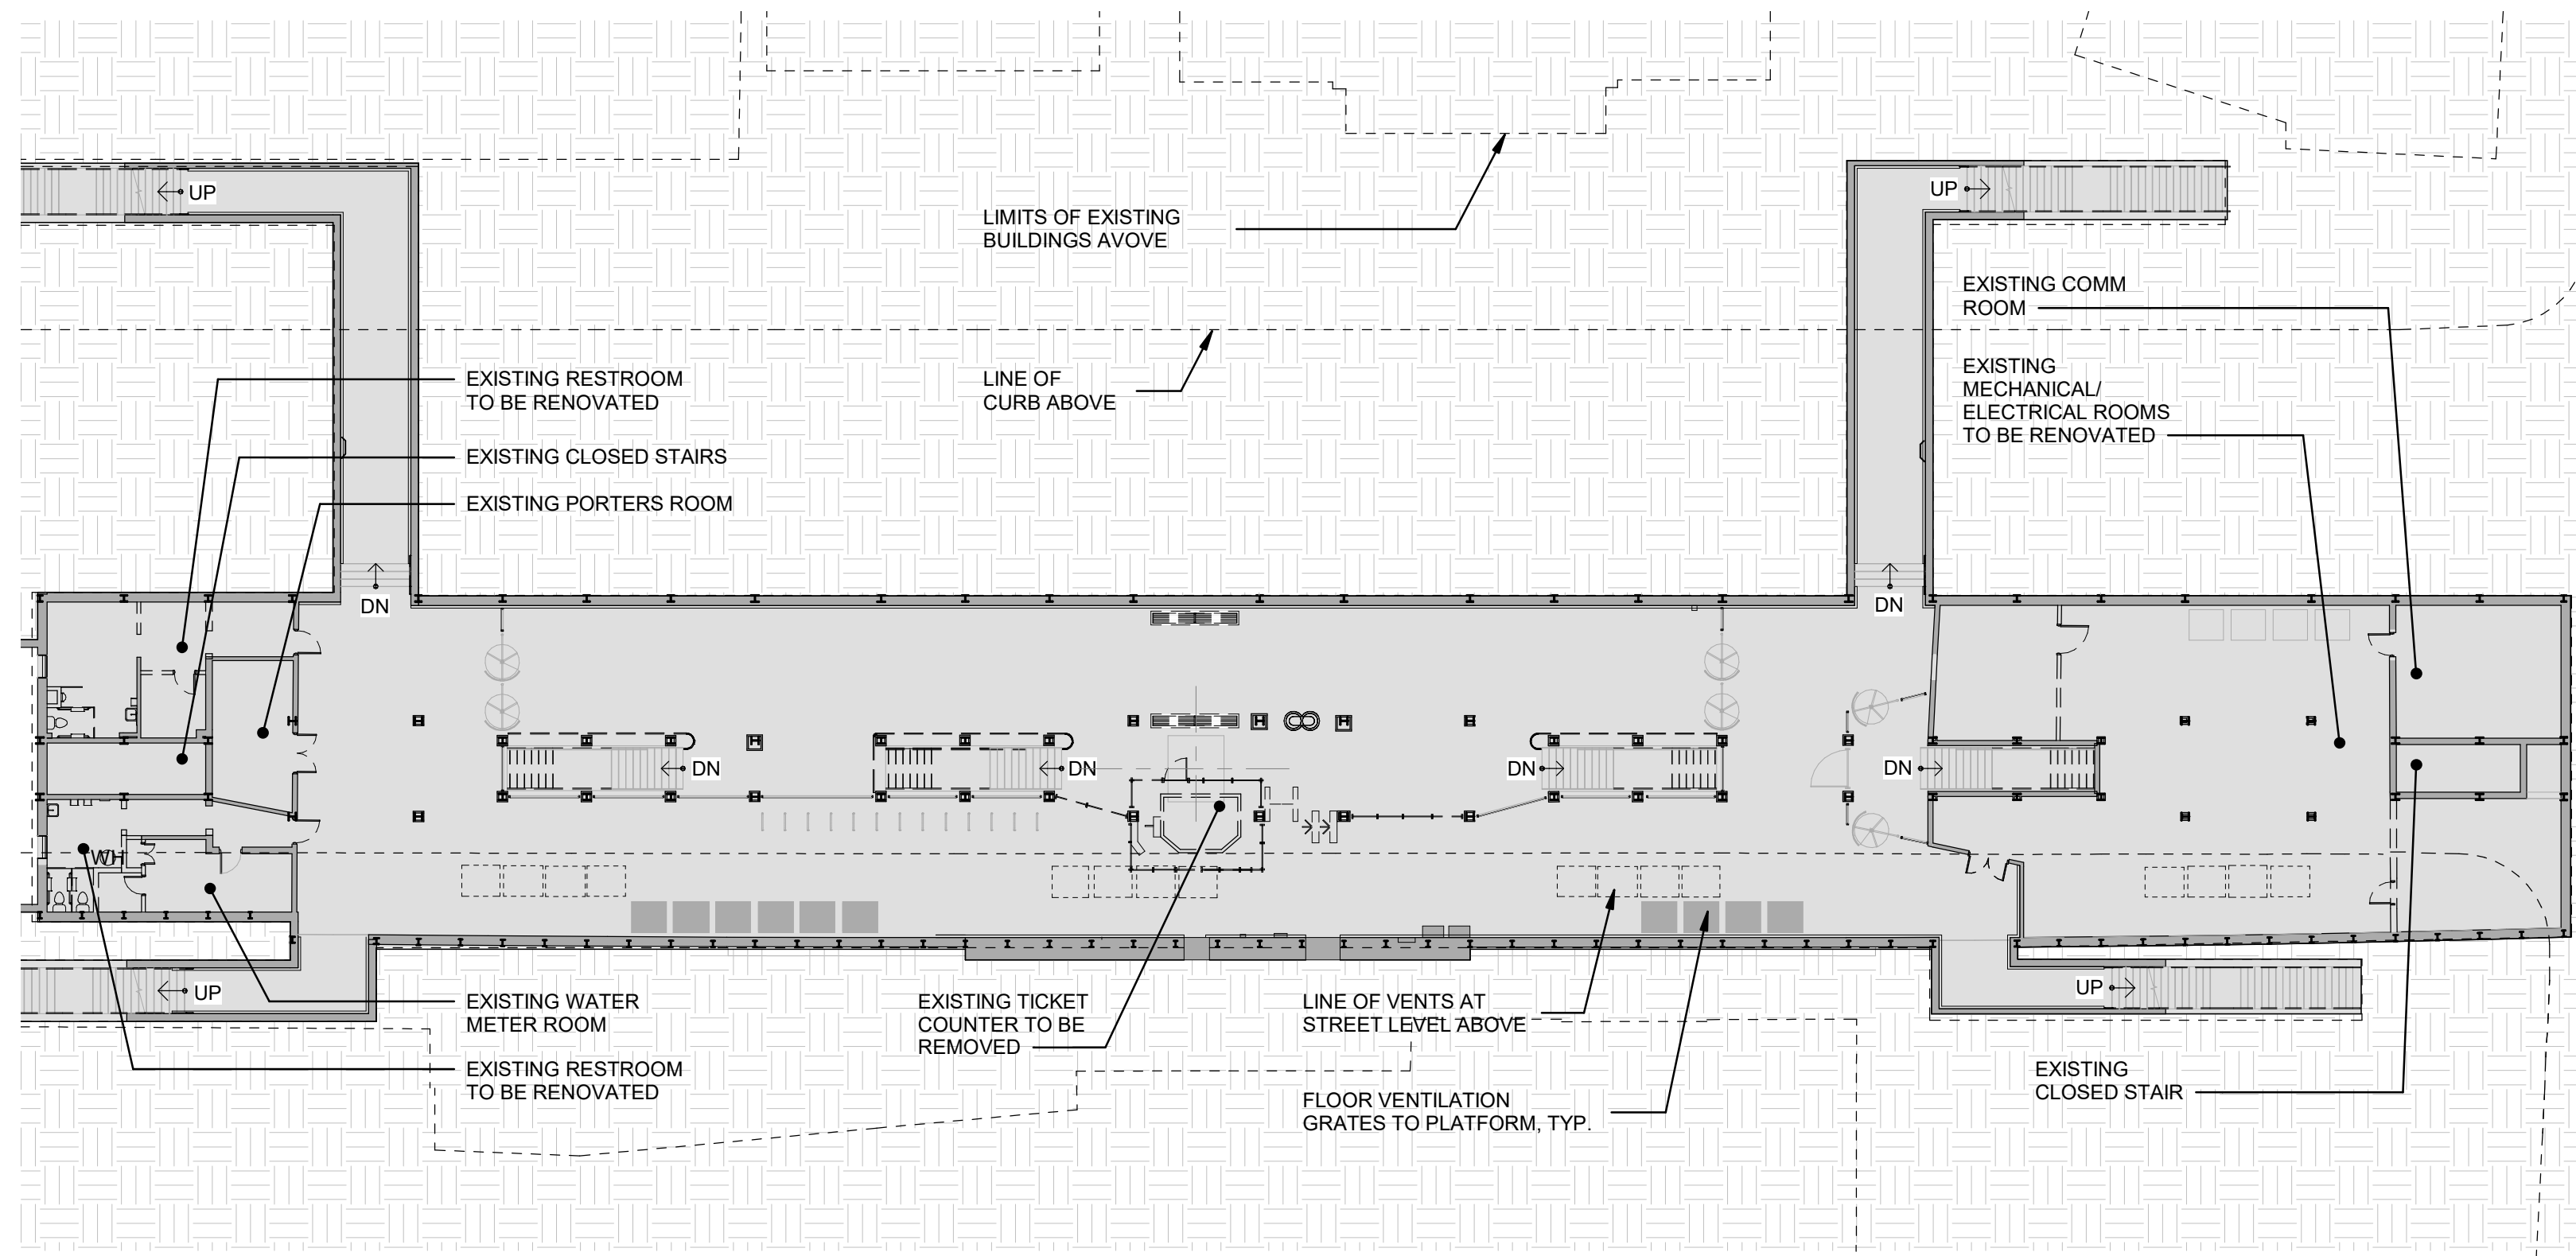 UP
UP
LIMITS OF EXISTING
BUILDINGS AVOVE
EXISTING COMM
ROOM
EXISTING RESTROOM
TO BE RENOVATED
LINE OF
CURB ABOVE
EXISTING
MECHANICAL/
ELECTRICAL ROOMS
TO BE RENOVATED
EXISTING CLOSED STAIRS
EXISTING PORTERS ROOM
DN
DN
DN
DN
DN
DN
WH
UP
UP
EXISTING WATER
METER ROOM
EXISTING TICKET
COUNTER TO BE
REMOVED
LINE OF VENTS AT
STREET LEVEL ABOVE
EXISTING RESTROOM
TO BE RENOVATED
FLOOR VENTILATION
GRATES TO PLATFORM, TYP.
EXISTING
CLOSED STAIR